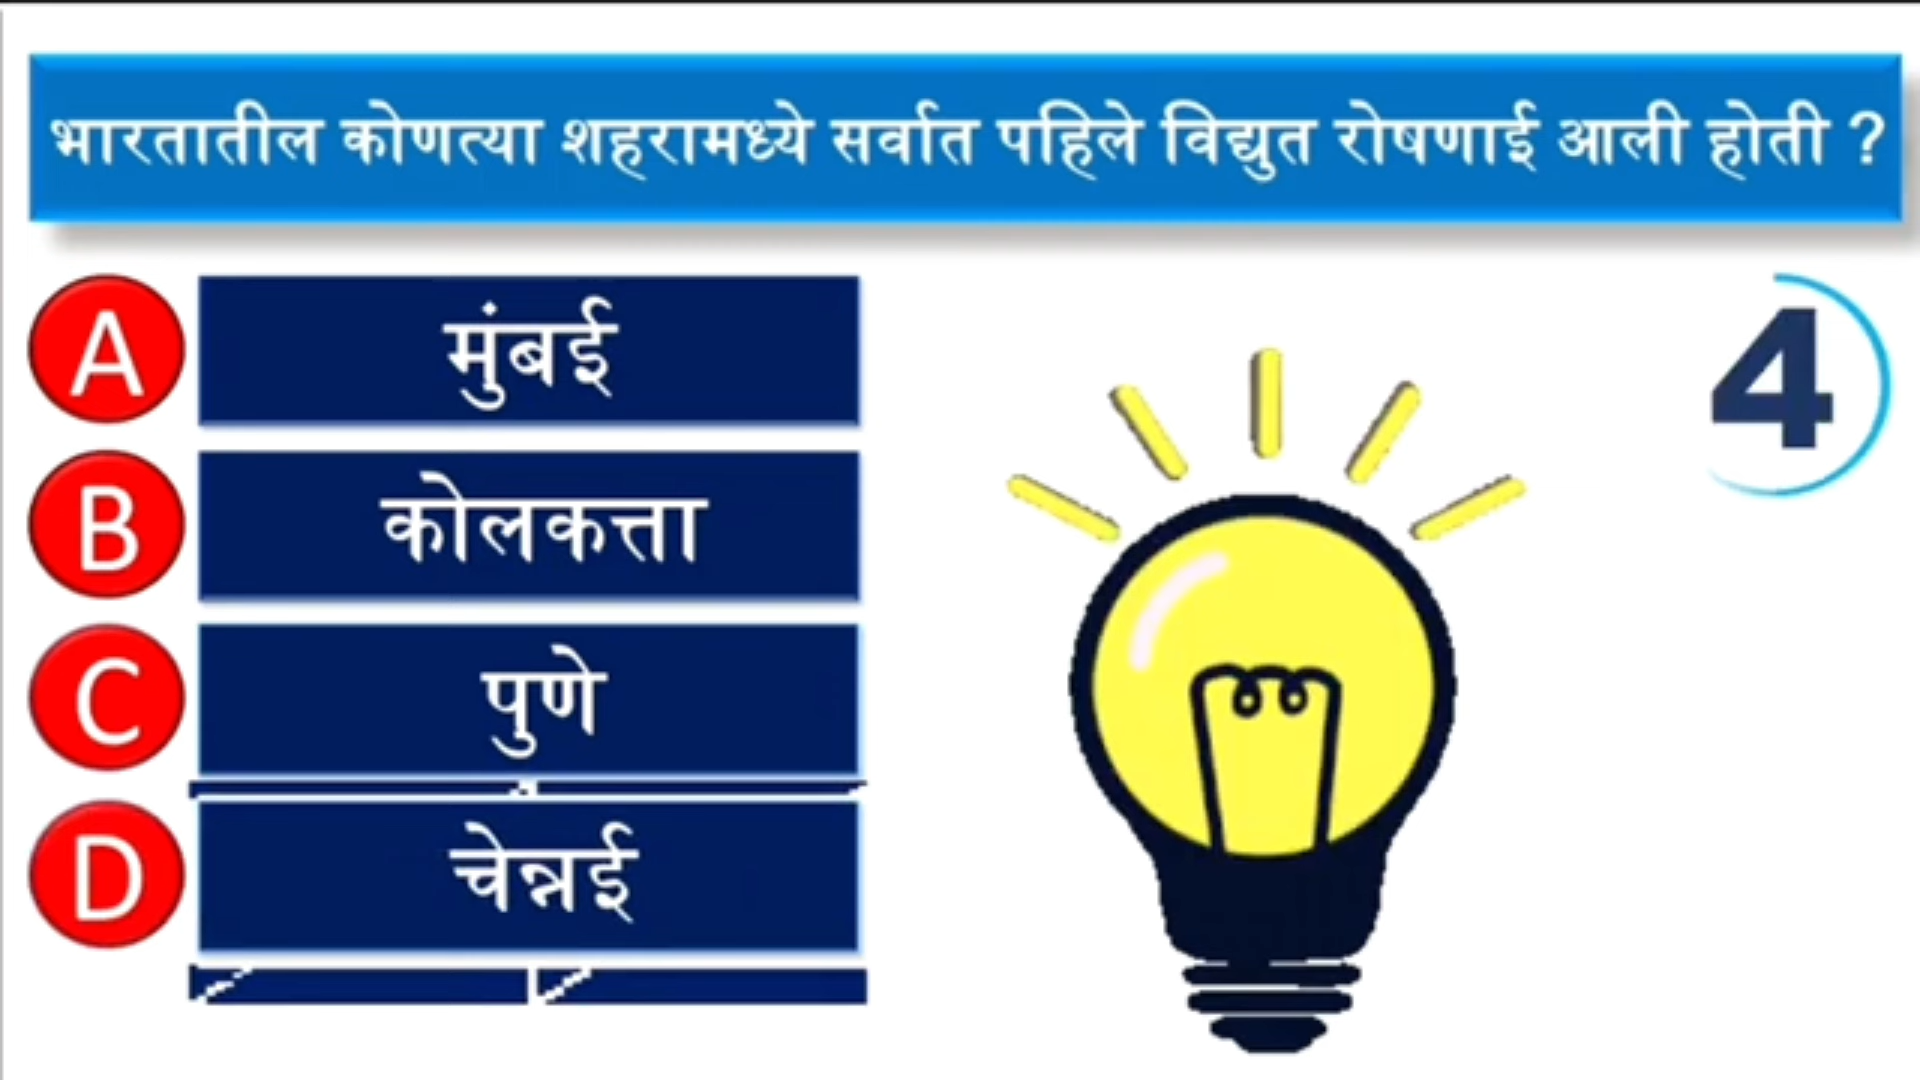 भारतातील कोणत्या शहरामध्ये सर्वात पहिले विद्युत रोषणाई आली होती ?
4
A मुंबई
B कोलकत्ता
C पुणे
D चेन्नई